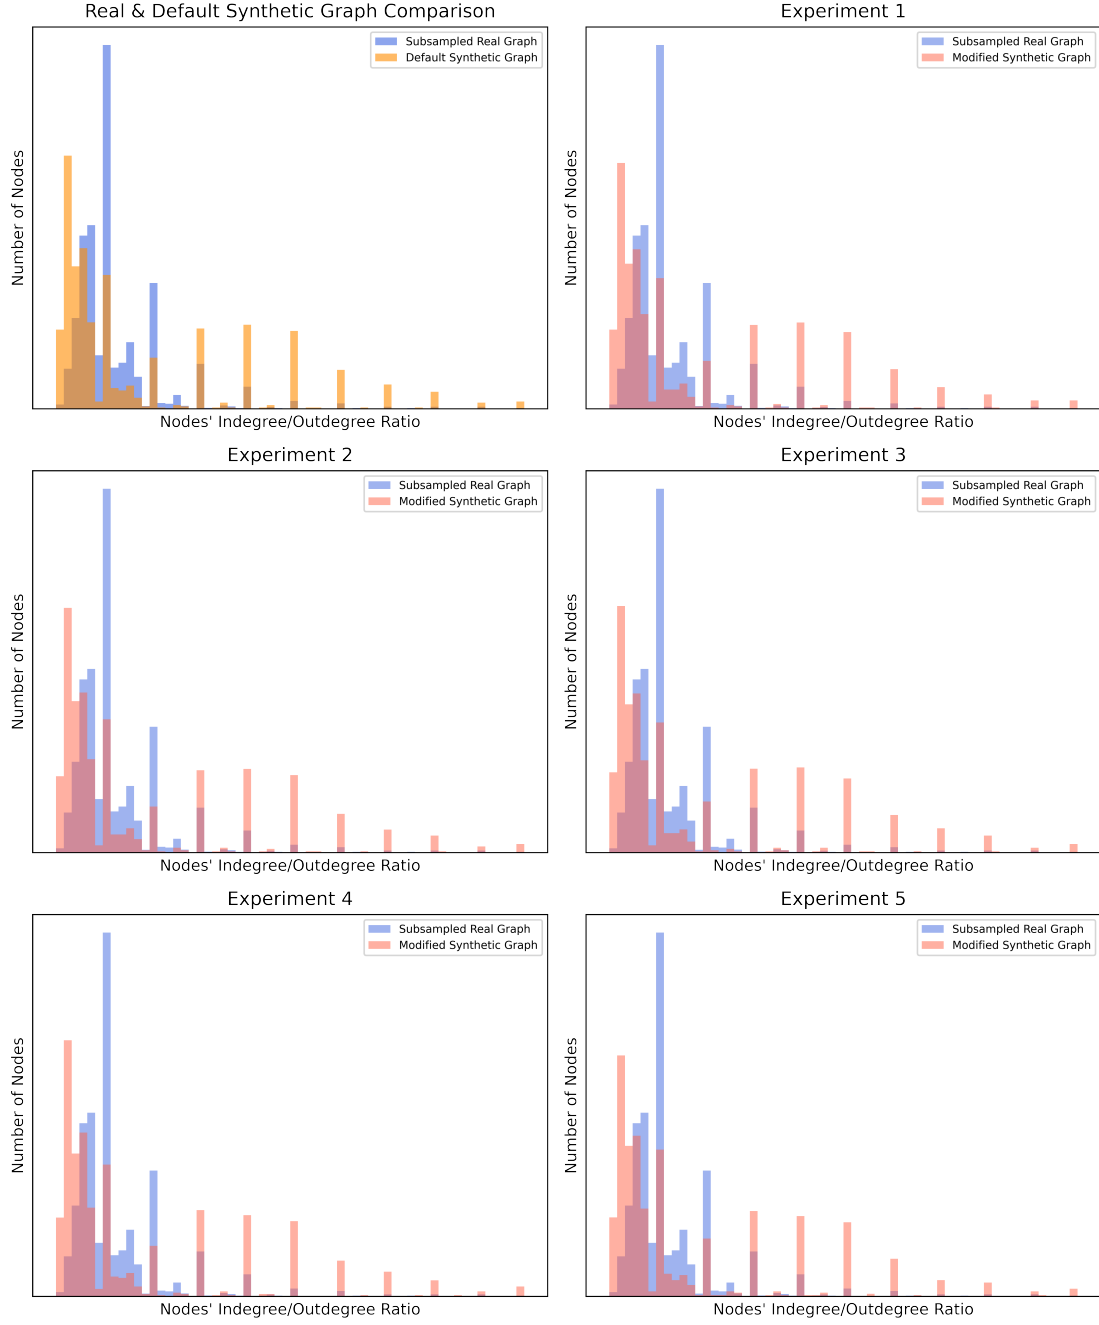 Real & Default Synthetic Graph Comparison
Subsampled Real Graph
Default Synthetic Graph
Number of Nodes
Nodes' Indegree/Outdegree Ratio
Experiment 1
Subsampled Real Graph
Modified Synthetic Graph
Number of Nodes
Nodes' Indegree/Outdegree Ratio
Experiment 2
Subsampled Real Graph
Modified Synthetic Graph
Number of Nodes
Nodes' Indegree/Outdegree Ratio
Experiment 3
Subsampled Real Graph
Modified Synthetic Graph
Number of Nodes
Nodes' Indegree/Outdegree Ratio
Experiment 4
Subsampled Real Graph
Modified Synthetic Graph
Number of Nodes
Nodes' Indegree/Outdegree Ratio
Experiment 5
Subsampled Real Graph
Modified Synthetic Graph
Number of Nodes
Nodes' Indegree/Outdegree Ratio